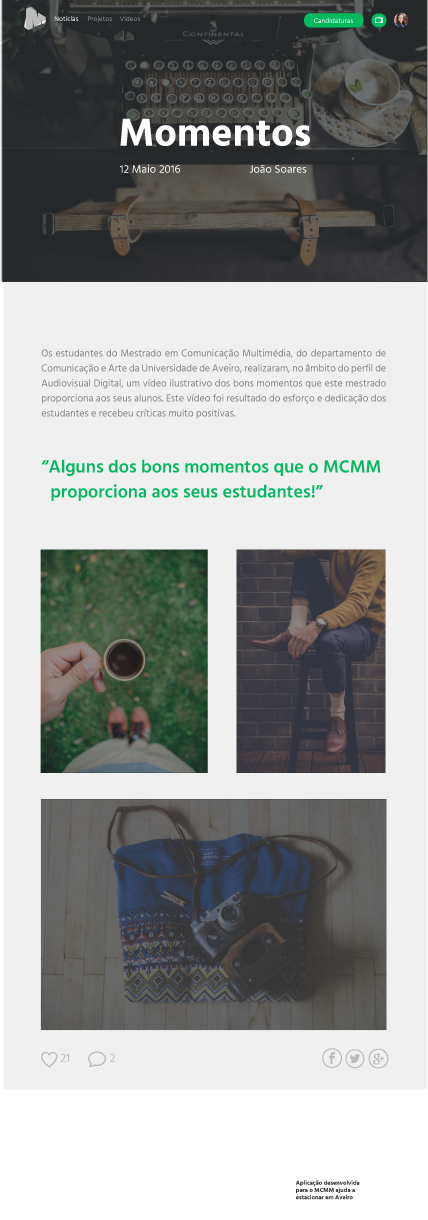 Notícias Projetos Vídeos Candidaturas
CONTINENTAL
Momentos
12 Maio 2016 João Soares
Os estudantes do Mestrado em Comunicação Multimédia, do departamento de
Comunicação e Arte da Universidade de Aveiro, realizaram, no âmbito do perfil de
Audiovisual Digital, um vídeo ilustrativo dos bons momentos que este mestrado
proporciona aos seus alunos. Este vídeo foi resultado do esforço e dedicação dos
estudantes e recebeu críticas muito positivas.
“Alguns dos bons momentos que o MCMM
proporciona aos seus estudantes!”
21 2
Aplicação desenvolvida
para o MCMM ajuda a
estacionar em Aveiro